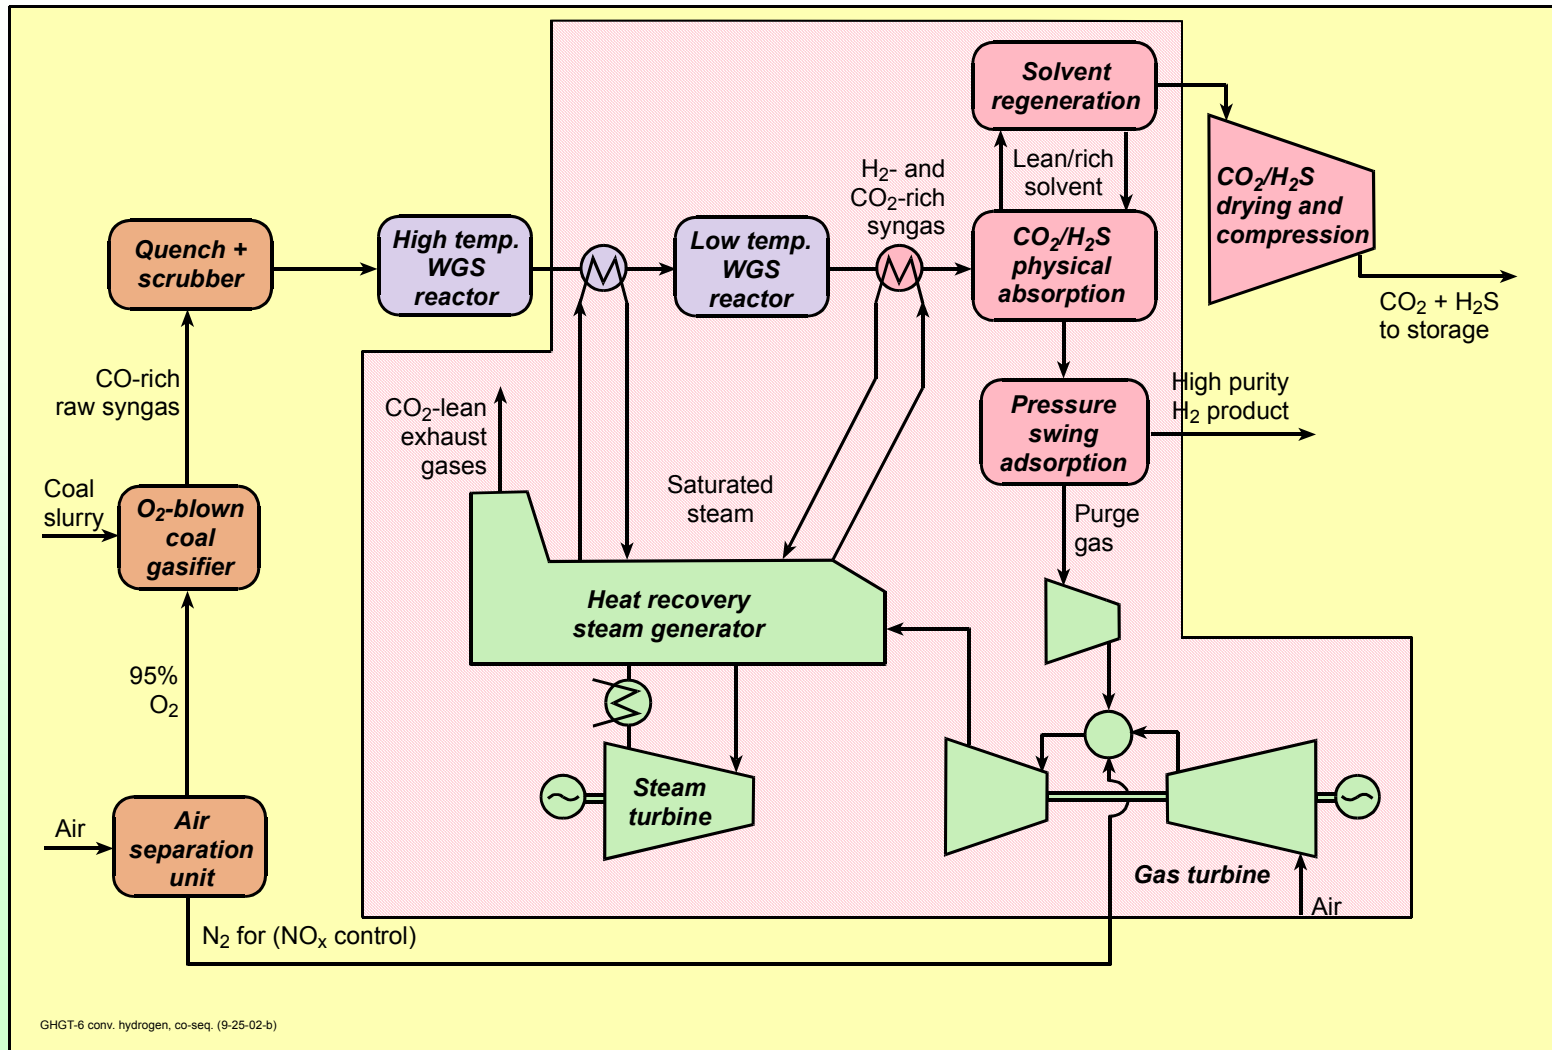 Solvent
regeneration
Lean/rich
solvent
CO₂/H₂S
drying and
compression
CO₂ + H₂S
to storage
H₂- and
CO₂-rich
syngas
Quench +
scrubber
High temp.
WGS
reactor
Low temp.
WGS
reactor
CO₂/H₂S
physical
absorption
CO-rich
raw syngas
CO₂-lean
exhaust
gases
Pressure
swing
adsorption
High purity
H₂ product
Coal
slurry
O₂-blown
coal
gasifier
Saturated
steam
Purge
gas
Heat recovery
steam generator
95%
O₂
Steam
turbine
Air
Air
separation
unit
Gas turbine
Air
N₂ for (NOₓ control)
GHGT-6 conv. hydrogen, co-seq. (9-25-02-b)